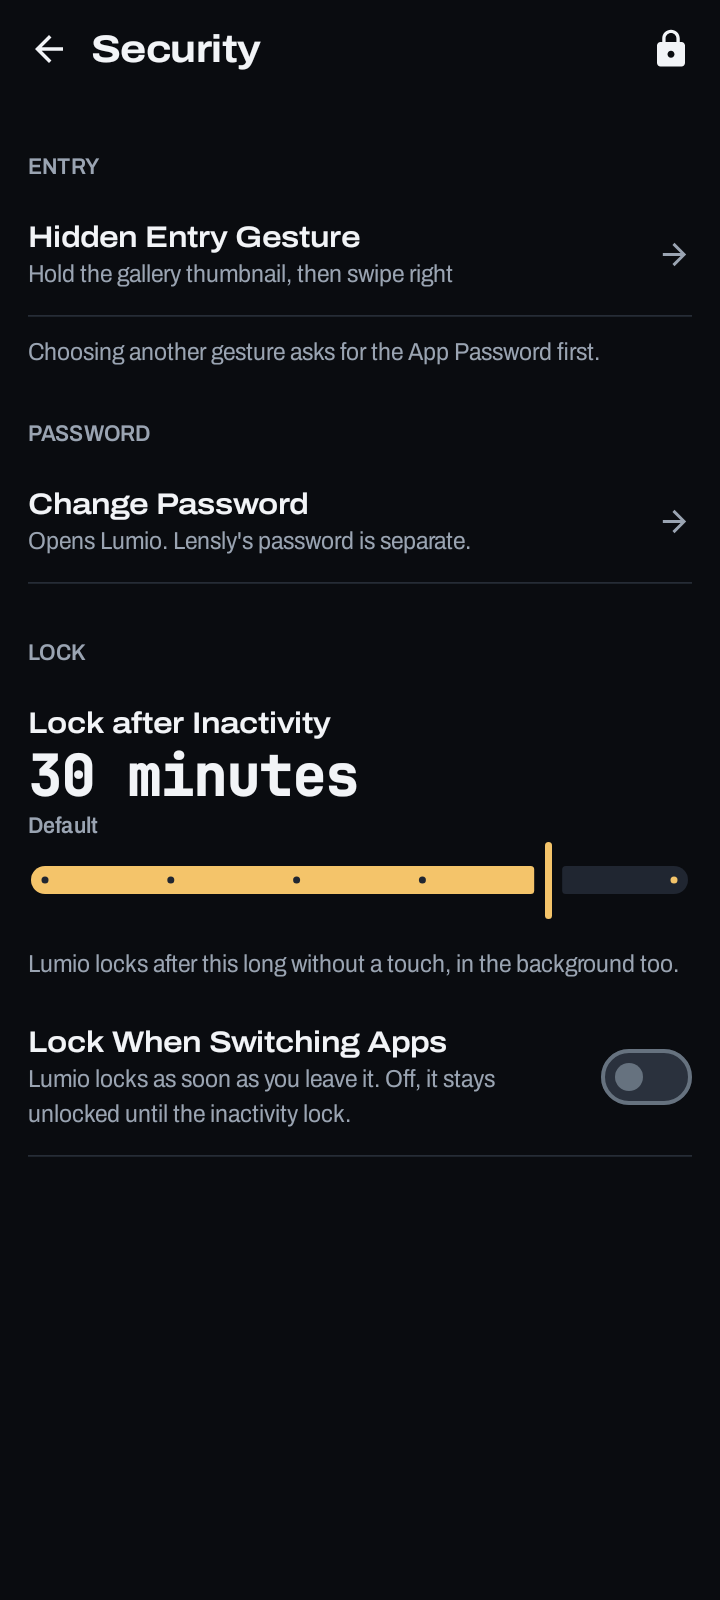 Security
ENTRY
Hidden Entry Gesture
Hold the gallery thumbnail, then swipe right
Choosing another gesture asks for the App Password first.
PASSWORD
Change Password
Opens Lumio. Lensly's password is separate.
LOCK
Lock after Inactivity
30 minutes
Default
Lumio locks after this long without a touch, in the background too.
Lock When Switching Apps
Lumio locks as soon as you leave it. Off, it stays
unlocked until the inactivity lock.